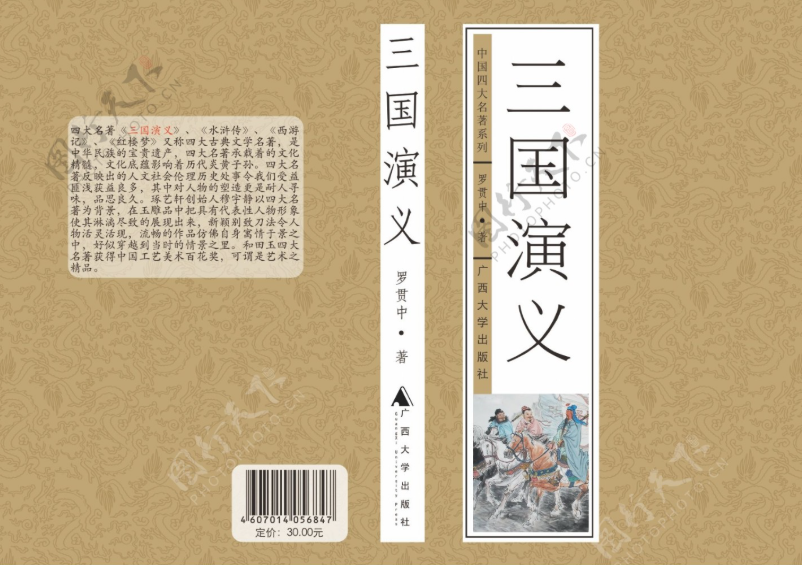 四大名著《三国演义》、《水浒传》、《西游
记》、《红楼梦》又称四大古典文学名著，是
中华民族的宝贵遗产，四大名著承载着的文化
精髓，文化底蕴影响着历代炎黄子孙。四大名
著反映出的人文社会伦理历史处事令我们受益
匪浅获益良多，其中对人物的塑造更是耐人寻
味，品思良久。琢艺轩创始人穆宇静以四大名
著为背景，在玉雕品中把具有代表性人物形象
使其淋漓尽致的展现出来，新颖别致刀法令人
物活灵活现，流畅的作品仿佛自身寓情于景之
中，好似穿越到当时的情景之里。和田玉四大
名著获得中国工艺美术百花奖，可谓是艺术之
精品。
4 607014 056847
定价：30.00元
三国演义
罗贯中·著
广西大学出版社
Guangxi University Press
中国四大名著系列
罗贯中·著
广西大学出版社
三国演义
图行天下
PHOTOPHOTO.CN